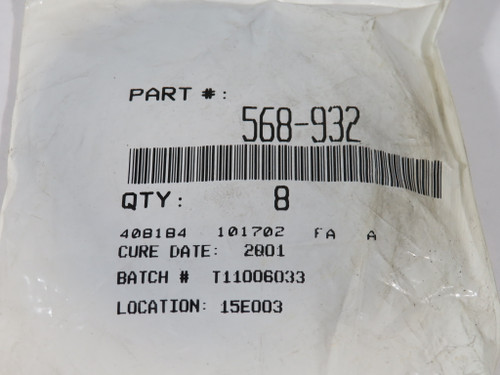 PART #:
568-932
QTY: 8
408184 101702 FA A
CURE DATE: 2Q01
BATCH # T11006033
LOCATION: 15E003